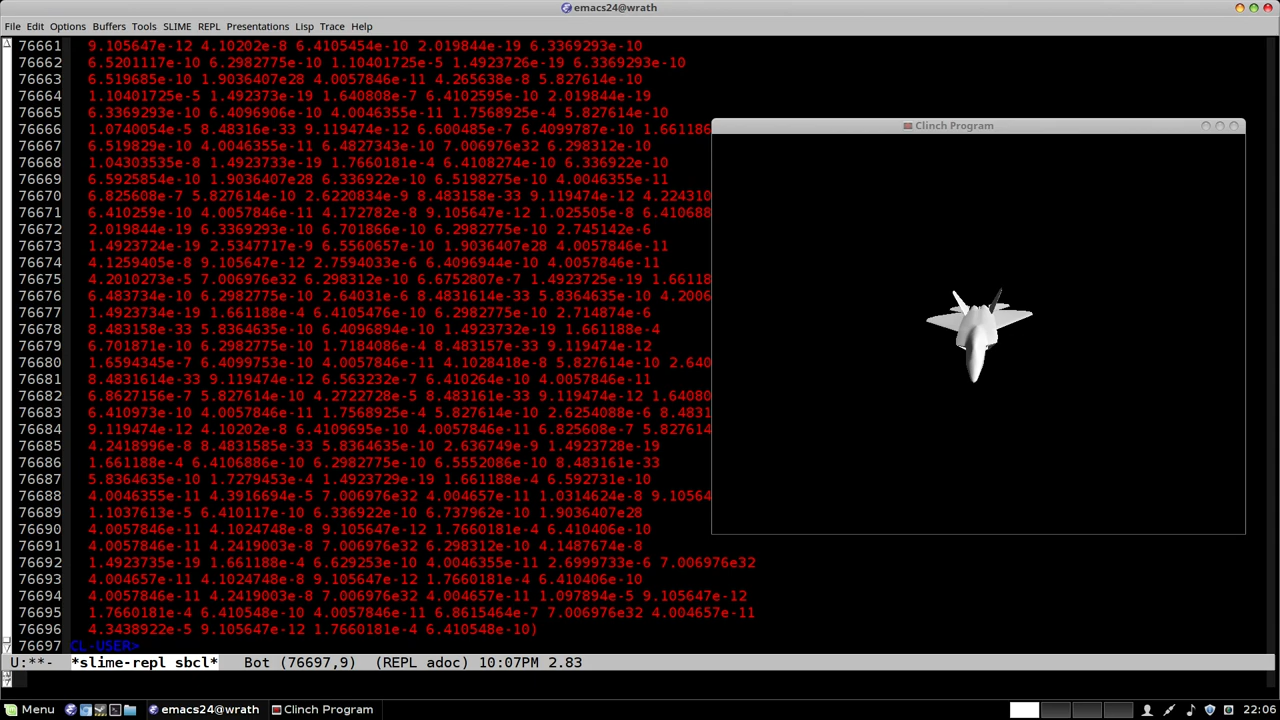 emacs24@wrath
File Edit Options Buffers Tools SLIME REPL Presentations Lisp Trace Help
76661 9.105647e-12 4.10202e-8 6.4105454e-10 2.019844e-19 6.3369293e-10
76662 6.5201117e-10 6.2982775e-10 1.10401725e-5 1.4923726e-19 6.3369293e-10
76663 6.519685e-10 1.9036407e28 4.0057846e-11 4.265638e-8 5.827614e-10
76664 1.10401725e-5 1.492373e-19 1.640808e-7 6.4102595e-10 2.019844e-19
76665 6.3369293e-10 6.4096906e-10 4.0046355e-11 1.7568925e-4 5.827614e-10
76666 1.0740054e-5 8.48316e-33 9.119474e-12 6.600485e-7 6.4099787e-10 1.661186
76667 6.519829e-10 4.0046355e-11 6.4827343e-10 7.006976e32 6.298312e-10
76668 1.04303535e-8 1.4923733e-19 1.7660181e-4 6.4108274e-10 6.336922e-10
76669 6.5925854e-10 1.9036407e28 6.336922e-10 6.5198275e-10 4.0046355e-11
76670 6.825608e-7 5.827614e-10 2.6220834e-9 8.483158e-33 9.119474e-12 4.224310
76671 6.410259e-10 4.0057846e-11 4.172782e-8 9.105647e-12 1.025505e-8 6.410688
76672 2.019844e-19 6.3369293e-10 6.701866e-10 6.2982775e-10 2.745142e-6
76673 1.4923724e-19 2.5347717e-9 6.5560657e-10 1.9036407e28 4.0057846e-11
76674 4.1259405e-8 9.105647e-12 2.7594033e-6 6.4096944e-10 4.0057846e-11
76675 4.2010273e-5 7.006976e32 6.298312e-10 6.6752807e-7 1.4923725e-19 1.66118
76676 6.483734e-10 6.2982775e-10 2.64031e-6 8.4831614e-33 5.8364635e-10 4.2006
76677 1.4923734e-19 1.661188e-4 6.4105476e-10 6.2982775e-10 2.714874e-6
76678 8.483158e-33 5.8364635e-10 6.4096894e-10 1.4923732e-19 1.661188e-4
76679 6.701871e-10 6.2982775e-10 1.7184086e-4 8.483157e-33 9.119474e-12
76680 1.6594345e-7 6.4099753e-10 4.0057846e-11 4.1028418e-8 5.827614e-10 2.640
76681 8.4831614e-33 9.119474e-12 6.563232e-7 6.410264e-10 4.0057846e-11
76682 6.8627156e-7 5.827614e-10 4.2722728e-5 8.483161e-33 9.119474e-12 1.64080
76683 6.410973e-10 4.0057846e-11 1.7568925e-4 5.827614e-10 2.6254088e-6 8.4831
76684 9.119474e-12 4.10202e-8 6.4109695e-10 4.0057846e-11 6.825608e-7 5.827614
76685 4.2418996e-8 8.4831585e-33 5.8364635e-10 2.636749e-9 1.4923728e-19
76686 1.661188e-4 6.4106886e-10 6.2982775e-10 6.5552086e-10 8.483161e-33
76687 5.8364635e-10 1.7279453e-4 1.4923729e-19 1.661188e-4 6.592731e-10
76688 4.0046355e-11 4.3916694e-5 7.006976e32 4.004657e-11 1.0314624e-8 9.10564
76689 1.1037613e-5 6.410117e-10 6.336922e-10 6.737962e-10 1.9036407e28
76690 4.0057846e-11 4.1024748e-8 9.105647e-12 1.7660181e-4 6.410406e-10
76691 4.0057846e-11 4.2419003e-8 7.006976e32 6.298312e-10 4.1487674e-8
76692 1.4923735e-19 1.661188e-4 6.629253e-10 4.0046355e-11 2.6999733e-6 7.006976e32
76693 4.004657e-11 4.1024748e-8 9.105647e-12 1.7660181e-4 6.410406e-10
76694 4.0057846e-11 4.2419003e-8 7.006976e32 4.004657e-11 1.097894e-5 9.105647e-12
76695 1.7660181e-4 6.410548e-10 4.0057846e-11 6.8615464e-7 7.006976e32 4.004657e-11
76696 4.3438922e-5 9.105647e-12 1.7660181e-4 6.410548e-10)
76697 CL-USER>
Clinch Program
U:**- *slime-repl sbcl* Bot (76697,9) (REPL adoc) 10:07PM 2.83
Menu emacs24@wrath Clinch Program 22:06